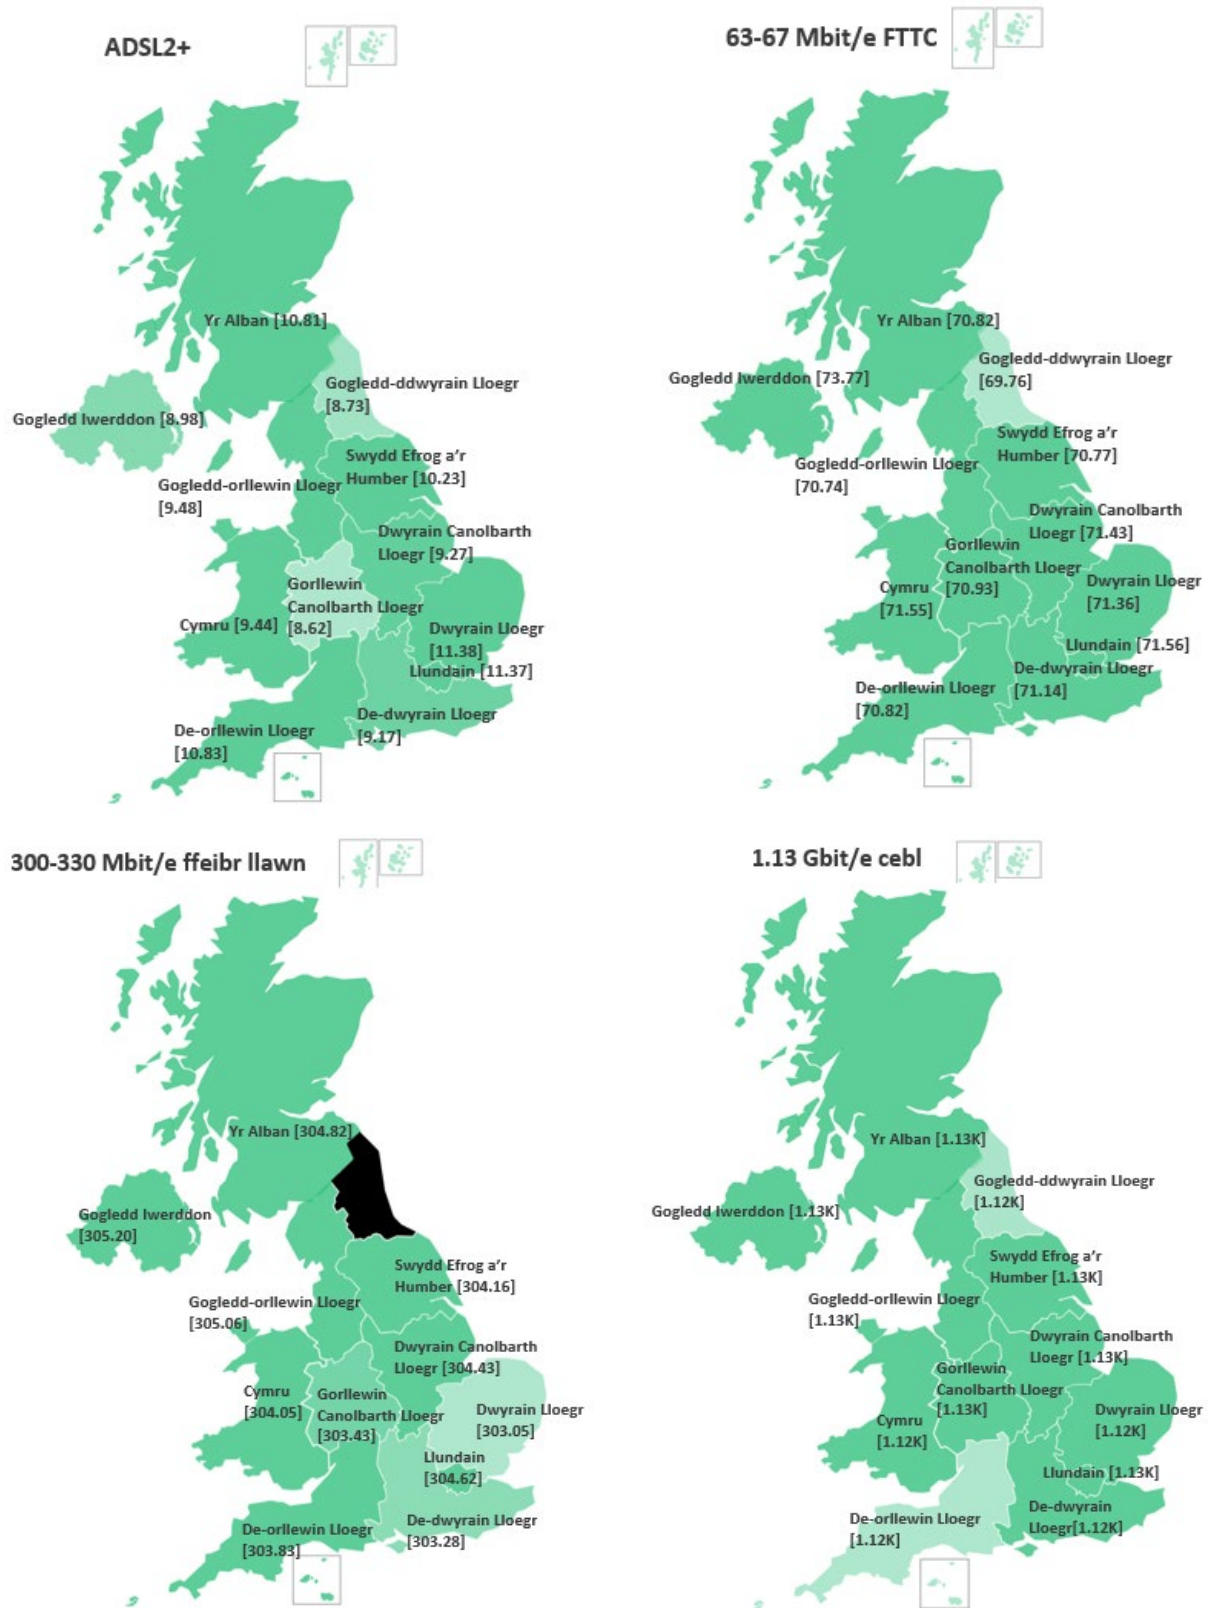 ADSL2+
Yr Alban [10.81]
Gogledd-ddwyrain Lloegr
[8.73]
Gogledd Iwerddon [8.98]
Swydd Efrog a’r
Humber [10.23]
Gogledd-orllewin Lloegr
[9.48]
Dwyrain Canolbarth
Lloegr [9.27]
Gorllewin
Canolbarth Lloegr
[8.62]
Cymru [9.44]
Dwyrain Lloegr
[11.38]
Llundain [11.37]
De-dwyrain Lloegr
[9.17]
De-orllewin Lloegr
[10.83]
63-67 Mbit/e FTTC
Yr Alban [70.82]
Gogledd-ddwyrain Lloegr
[69.76]
Gogledd Iwerddon [73.77]
Swydd Efrog a’r
Humber [70.77]
Gogledd-orllewin Lloegr
[70.74]
Dwyrain Canolbarth
Lloegr [71.43]
Gorllewin
Canolbarth Lloegr
[70.93]
Cymru
[71.55]
Dwyrain Lloegr
[71.36]
Llundain [71.56]
De-dwyrain Lloegr
[71.14]
De-orllewin Lloegr
[70.82]
300-330 Mbit/e ffeibr llawn
Yr Alban [304.82]
Gogledd Iwerddon
[305.20]
Swydd Efrog a’r
Humber [304.16]
Gogledd-orllewin Lloegr
[305.06]
Dwyrain Canolbarth
Lloegr [304.43]
Cymru
[304.05]
Gorllewin
Canolbarth Lloegr
[303.43]
Dwyrain Lloegr
[303.05]
Llundain
[304.62]
De-dwyrain Lloegr
[303.28]
De-orllewin Lloegr
[303.83]
1.13 Gbit/e cebl
Yr Alban [1.13K]
Gogledd-ddwyrain Lloegr
[1.12K]
Gogledd Iwerddon [1.13K]
Swydd Efrog a’r
Humber [1.13K]
Gogledd-orllewin Lloegr
[1.13K]
Dwyrain Canolbarth
Lloegr [1.13K]
Gorllewin
Canolbarth Lloegr
[1.13K]
Cymru
[1.12K]
Dwyrain Lloegr
[1.12K]
Llundain [1.13K]
De-dwyrain
Lloegr[1.12K]
De-orllewin Lloegr
[1.12K]